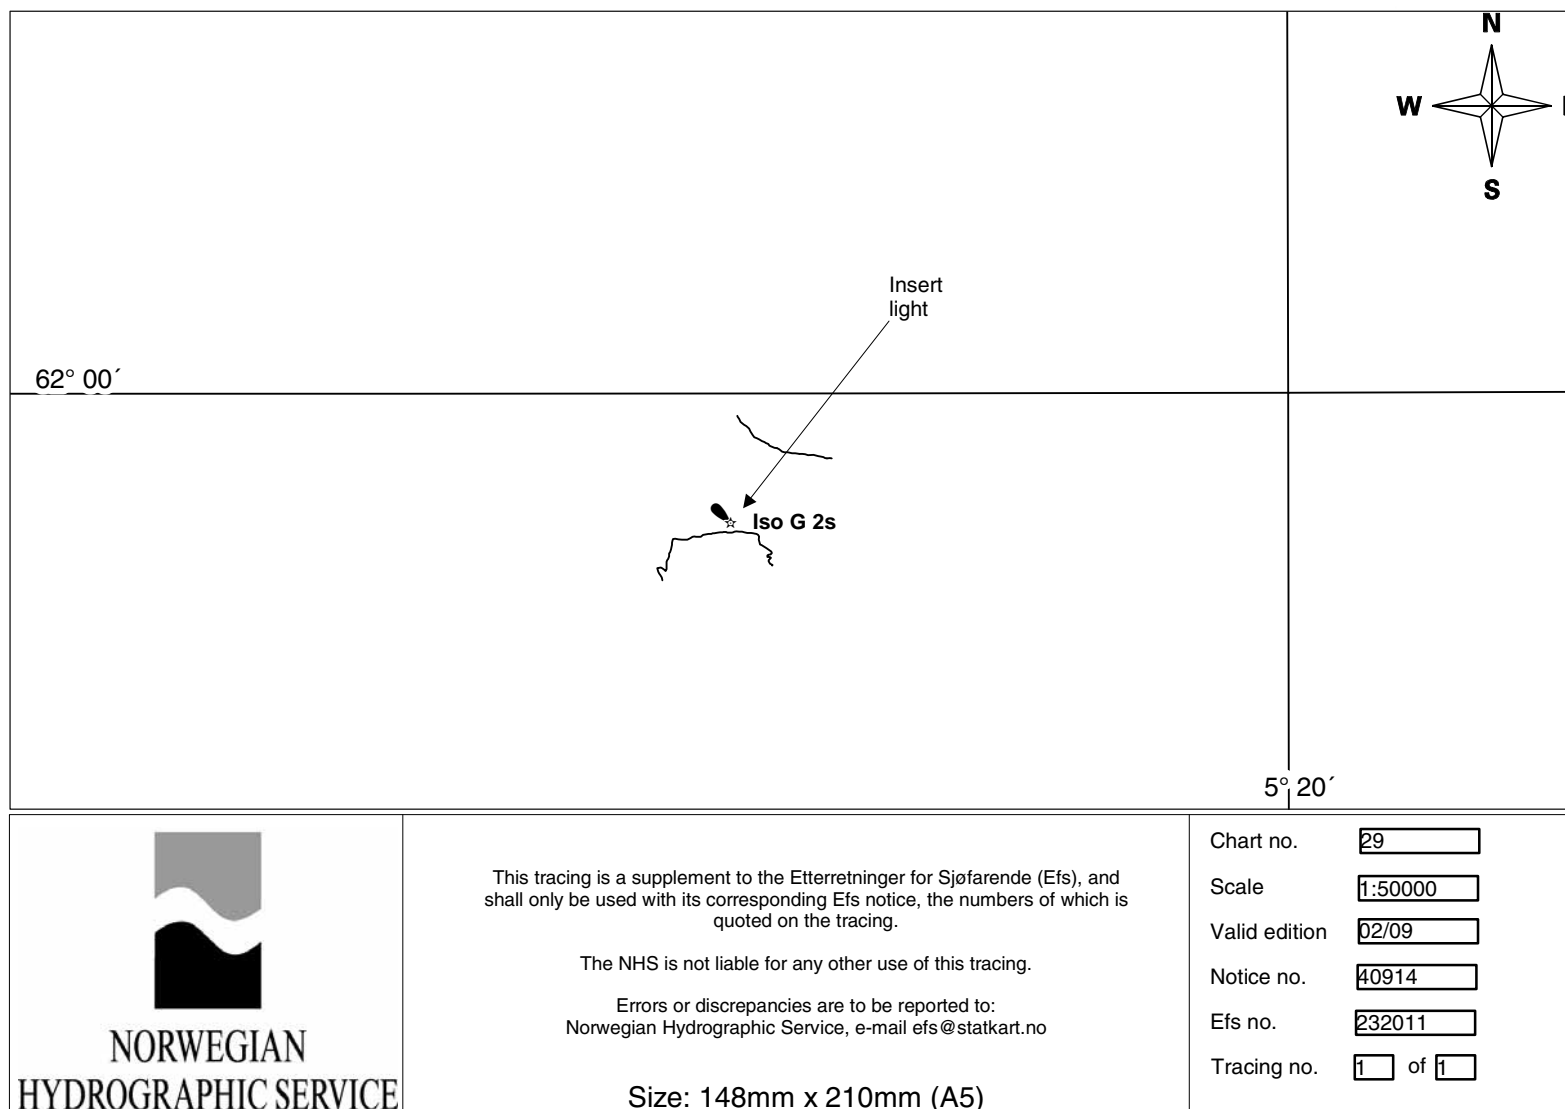 N
W
S
Insert
light
62° 00´
Iso G 2s
5° 20´
This tracing is a supplement to the Etterretninger for Sjøfarende (Efs), and
shall only be used with its corresponding Efs notice, the numbers of which is
quoted on the tracing.
The NHS is not liable for any other use of this tracing.
Errors or discrepancies are to be reported to:
Norwegian Hydrographic Service, e-mail efs@statkart.no
Size: 148mm x 210mm (A5)
NORWEGIAN
HYDROGRAPHIC SERVICE
Chart no. 29
Scale 1:50000
Valid edition 02/09
Notice no. 40914
Efs no. 232011
Tracing no. 1 of 1